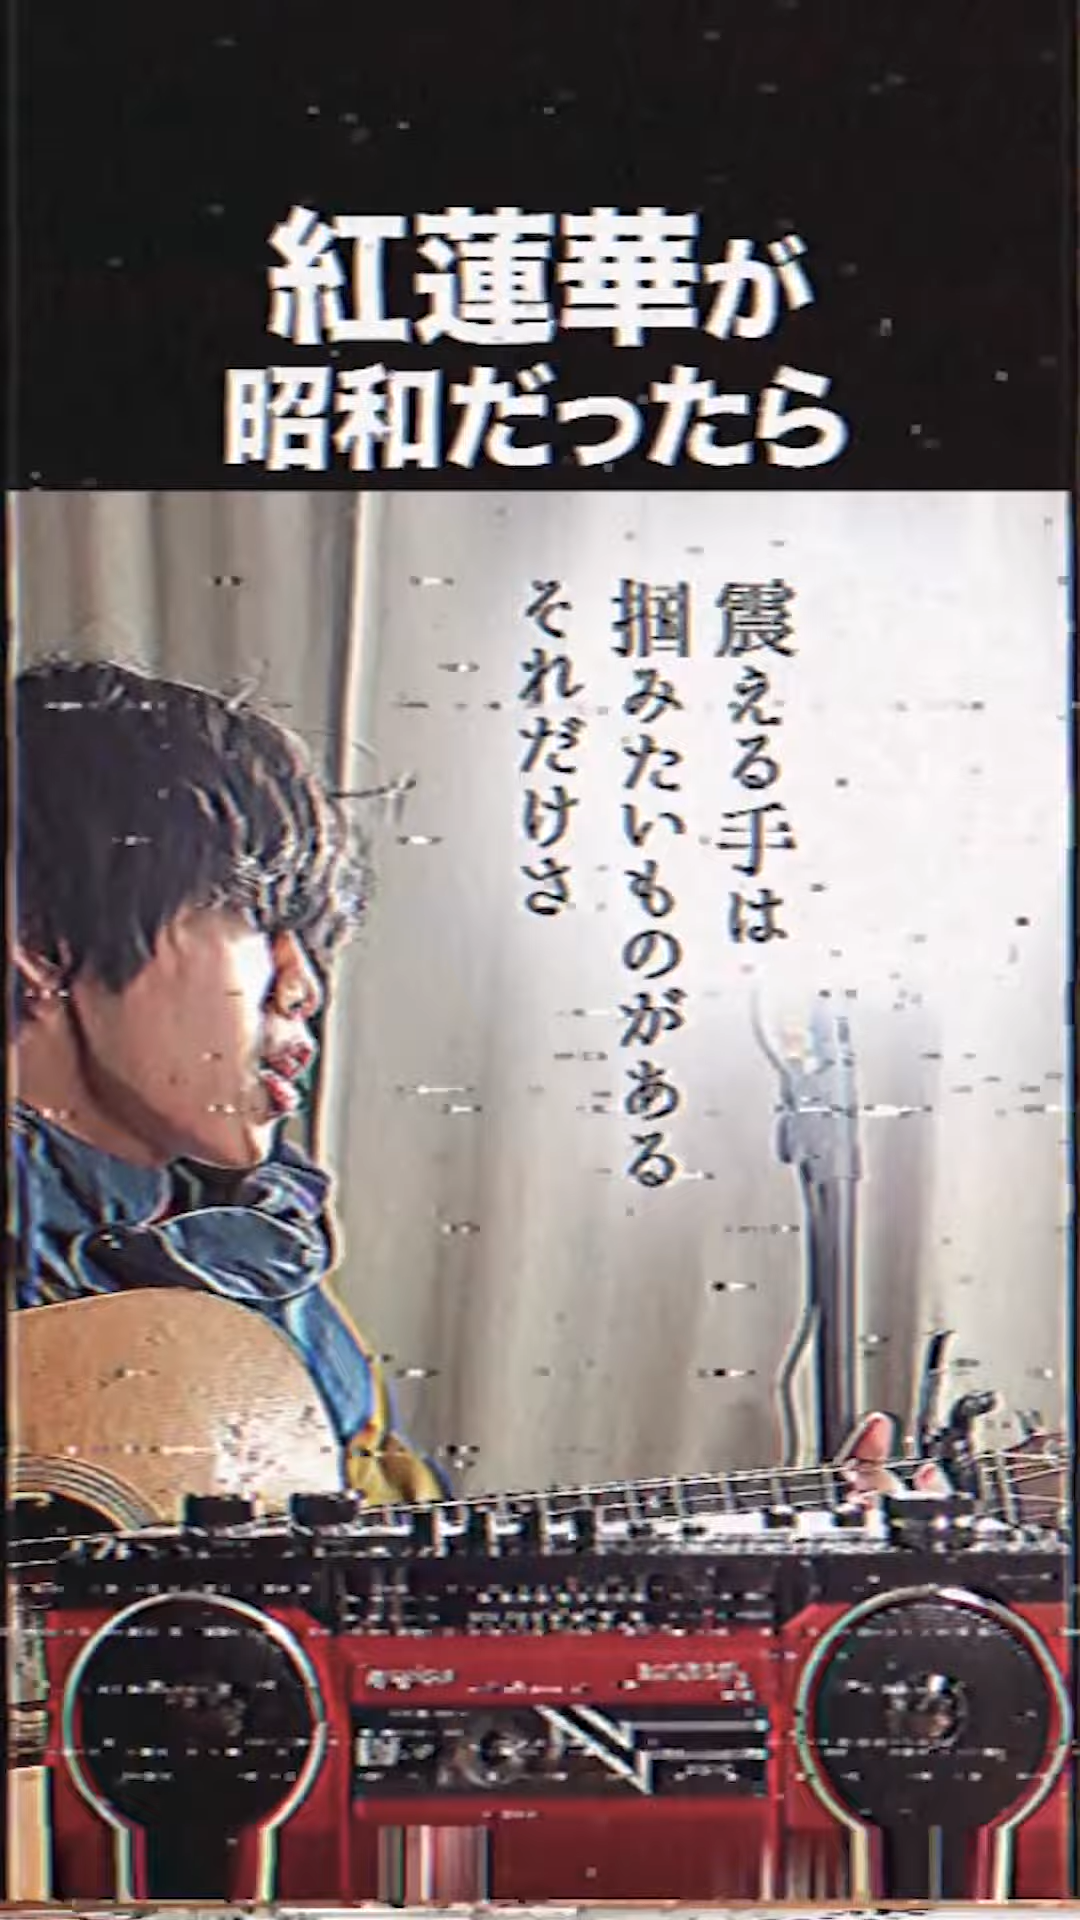 紅蓮華が
昭和だったら
震える手は
掴みたいものがある
それだけさ